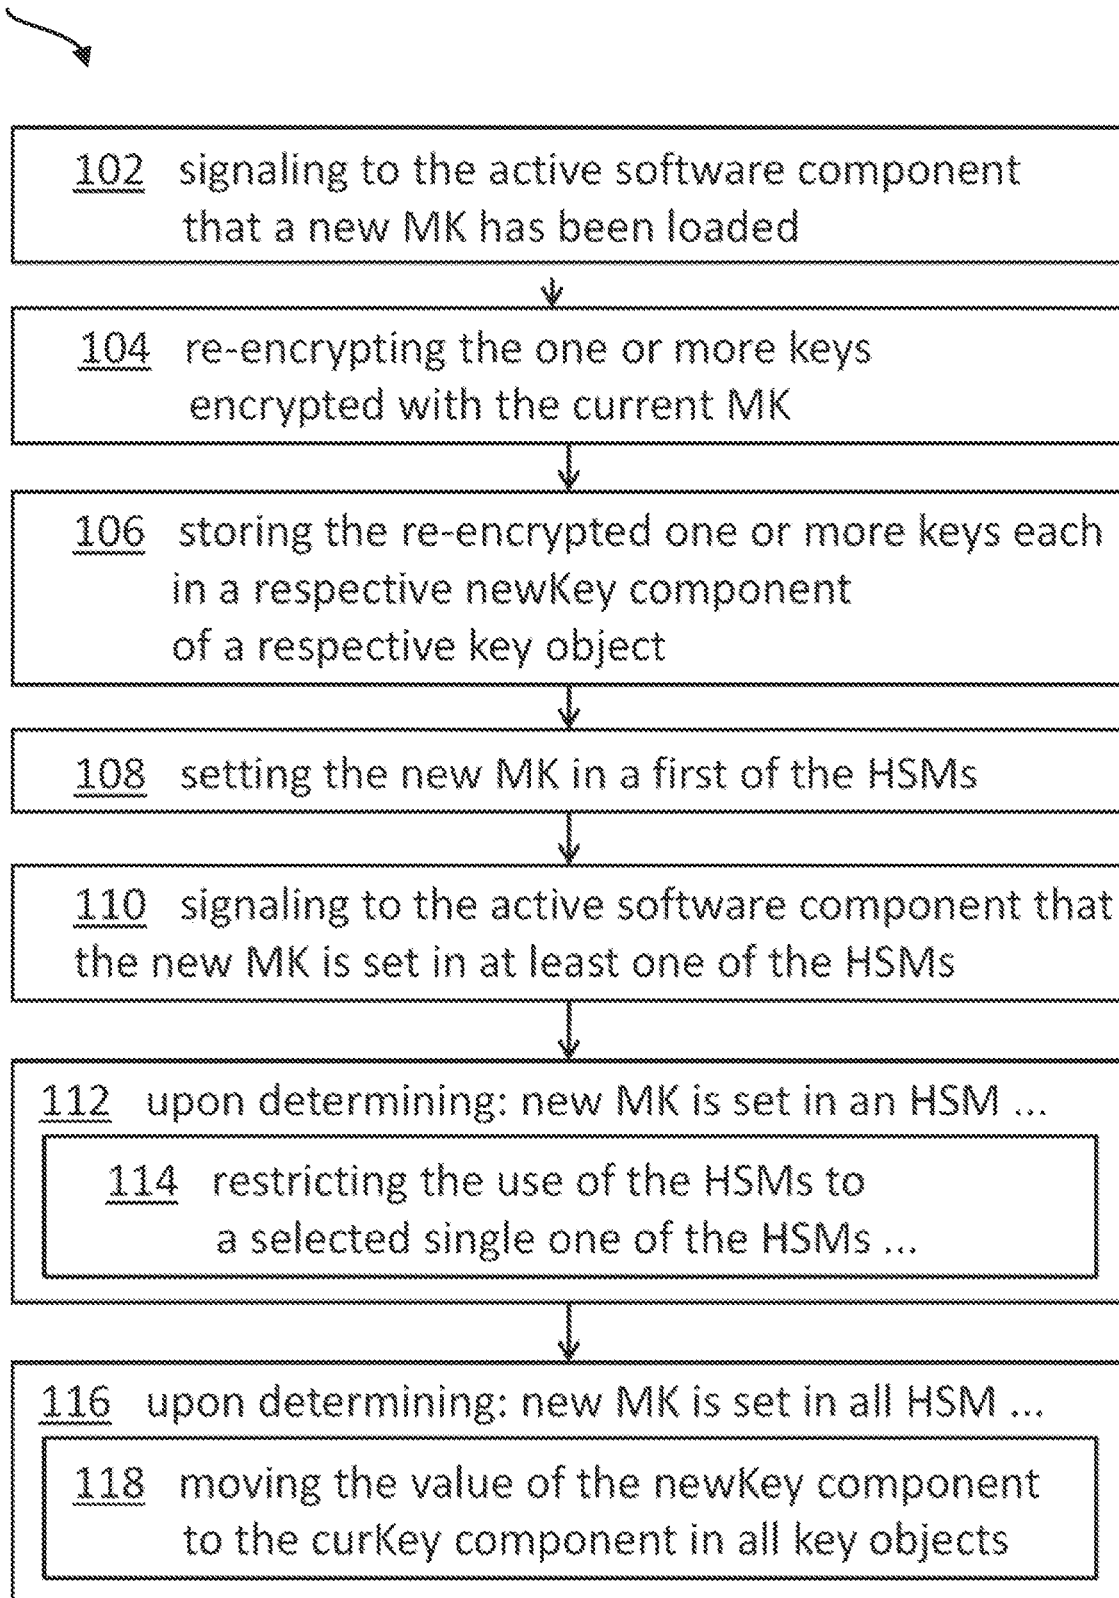 102 signaling to the active software component
that a new MK has been loaded
104 re-encrypting the one or more keys
encrypted with the current MK
106 storing the re-encrypted one or more keys each
in a respective newKey component
of a respective key object
108 setting the new MK in a first of the HSMs
110 signaling to the active software component that
the new MK is set in at least one of the HSMs
112 upon determining: new MK is set in an HSM ...
114 restricting the use of the HSMs to
a selected single one of the HSMs ...
116 upon determining: new MK is set in all HSM ...
118 moving the value of the newKey component
to the curKey component in all key objects